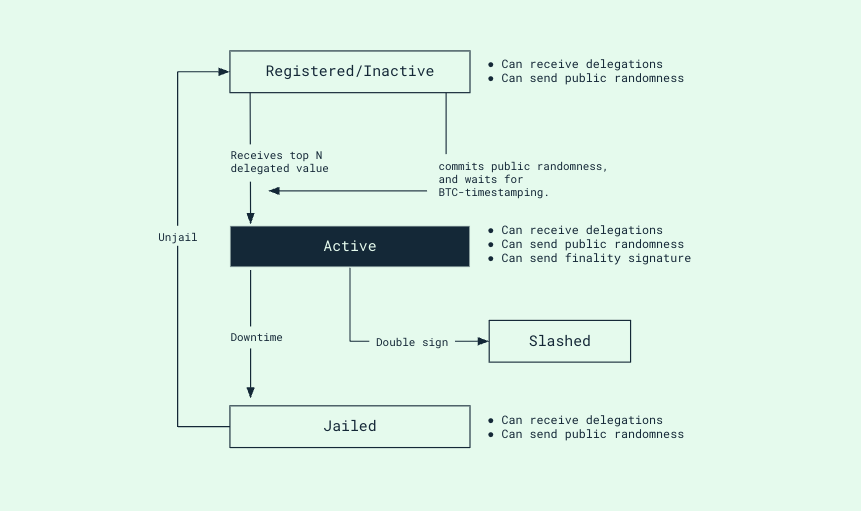 Registered/Inactive
● Can receive delegations
● Can send public randomness
Receives top N
delegated value
commits public randomness,
and waits for
BTC-timestamping.
Unjail
Active
● Can receive delegations
● Can send public randomness
● Can send finality signature
Downtime
Double sign
Slashed
Jailed
● Can receive delegations
● Can send public randomness